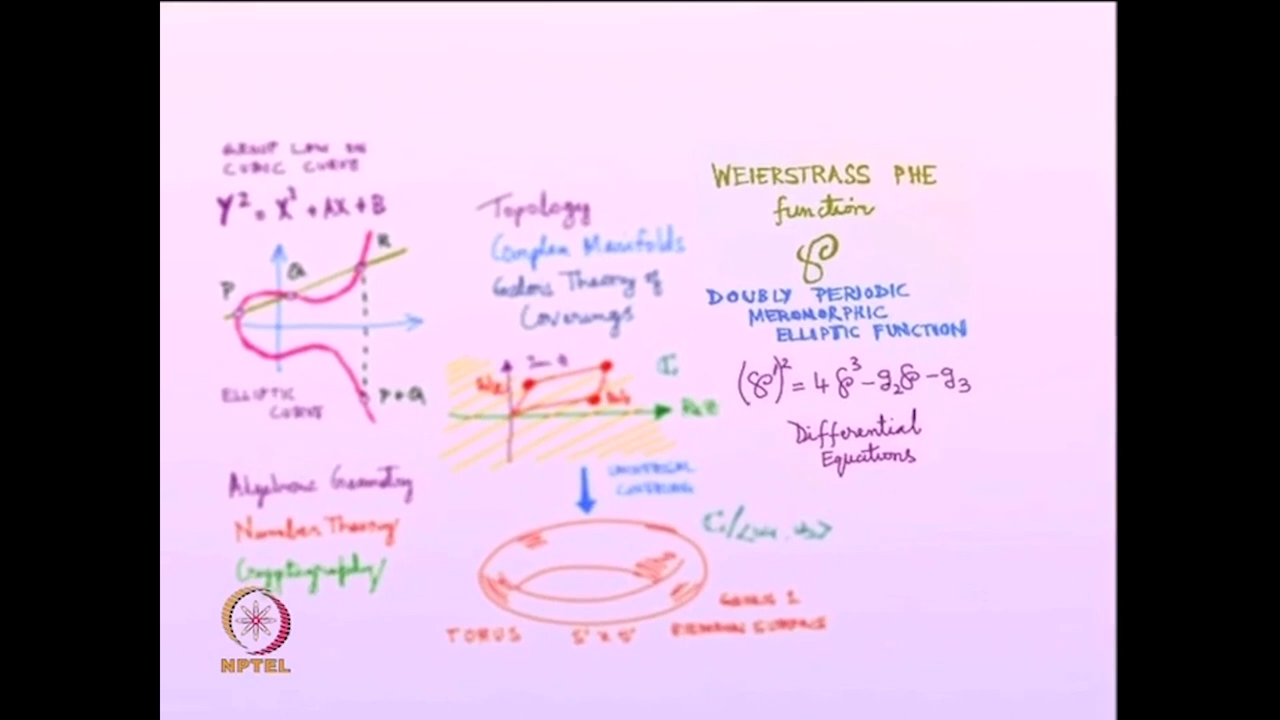 GROUP LAW ON
CUBIC CURVE
Y² = X³ + AX + B
R
Q
P
P+Q
ELLIPTIC
CURVE
Algebraic Geometry
Number Theory
Cryptography
NPTEL
Topology
Complex Manifolds
Galois Theory of
Coverings
ℂ
UNIVERSAL
COVERING
GENUS 1
TORUS S¹ x S¹ RIEMANN SURFACE
WEIERSTRASS PHE
function
℘
DOUBLY PERIODIC
MEROMORPHIC
ELLIPTIC FUNCTION
(℘')² = 4℘³ - g₂℘ - g₃
Differential
Equations